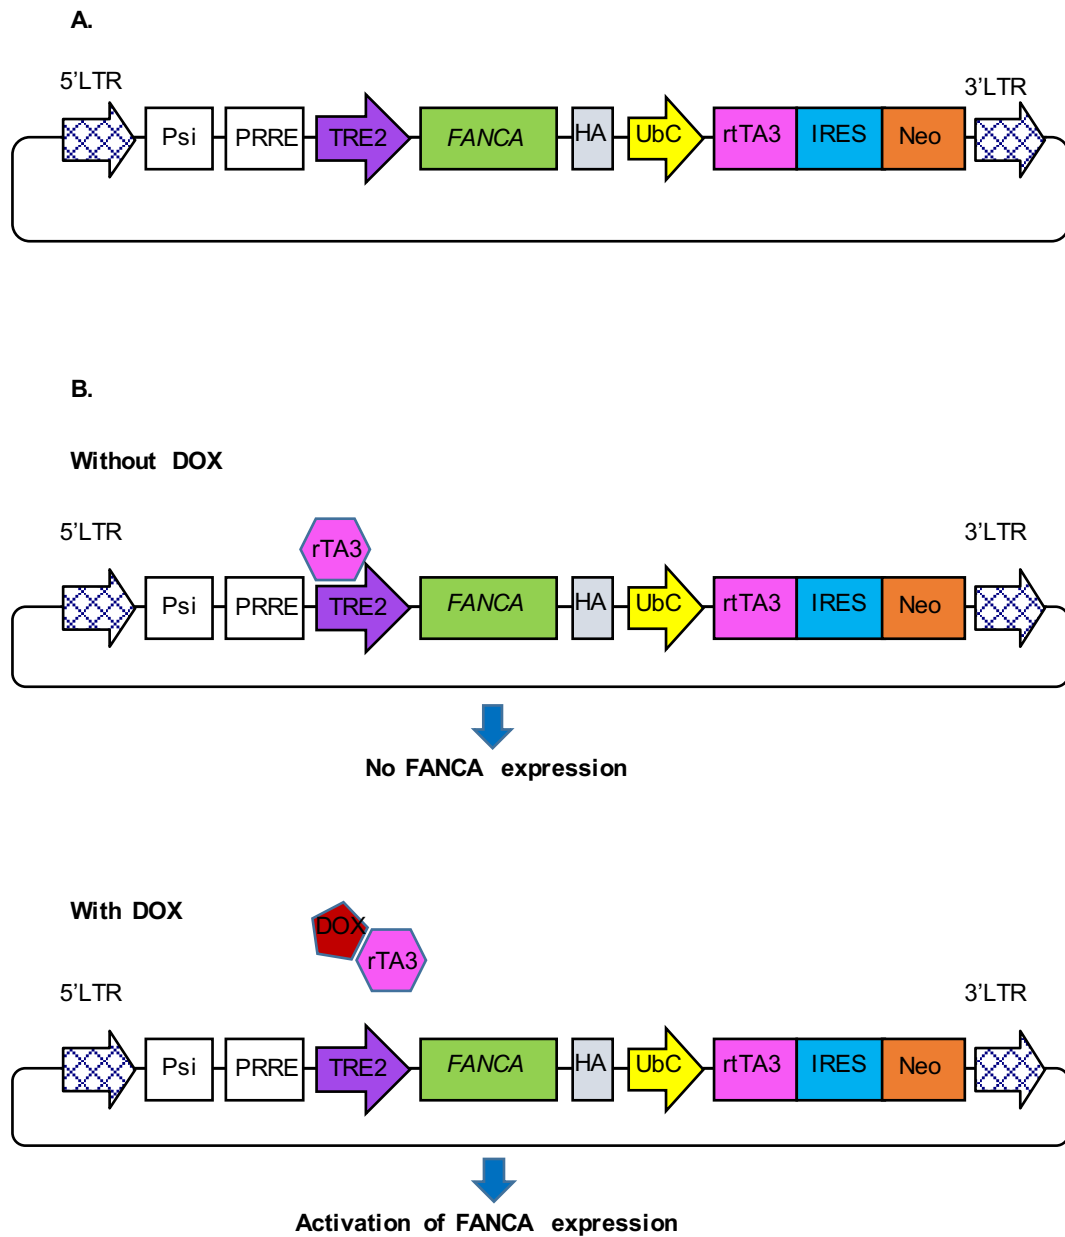 A.
5'LTR
3'LTR
Psi PRRE TRE2 FANCA HA UbC rtTA3 IRES Neo
B.
Without DOX
5'LTR
3'LTR
rTA3
Psi PRRE TRE2 FANCA HA UbC rtTA3 IRES Neo
No FANCA expression
With DOX
DOX
rTA3
5'LTR
3'LTR
Psi PRRE TRE2 FANCA HA UbC rtTA3 IRES Neo
Activation of FANCA expression